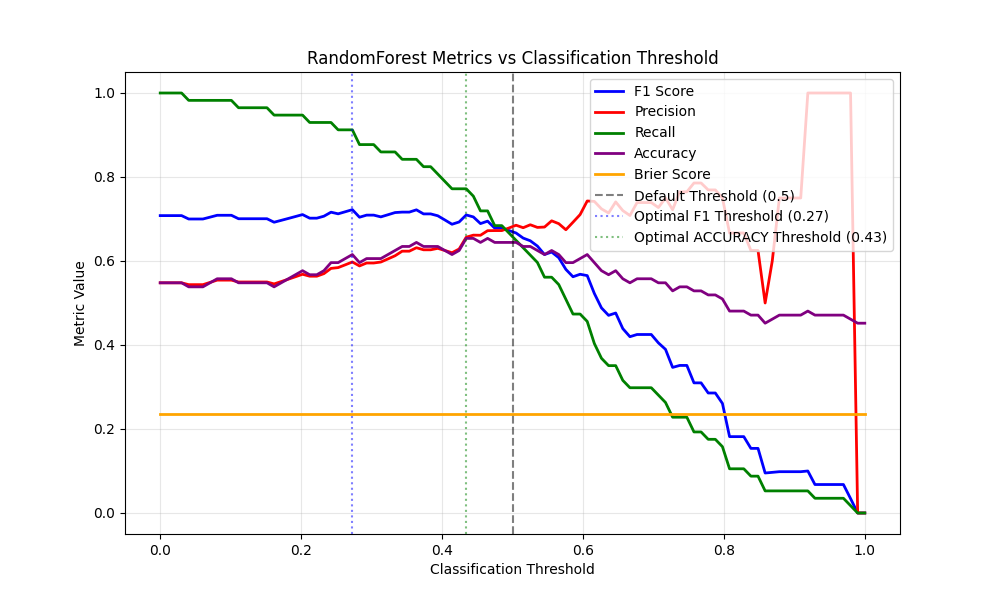 RandomForest Metrics vs Classification Threshold
F1 Score
Precision
Recall
Accuracy
Brier Score
Default Threshold (0.5)
Optimal F1 Threshold (0.27)
Optimal ACCURACY Threshold (0.43)
Metric Value
1.0
0.8
0.6
0.4
0.2
0.0
0.0 0.2 0.4 0.6 0.8 1.0
Classification Threshold